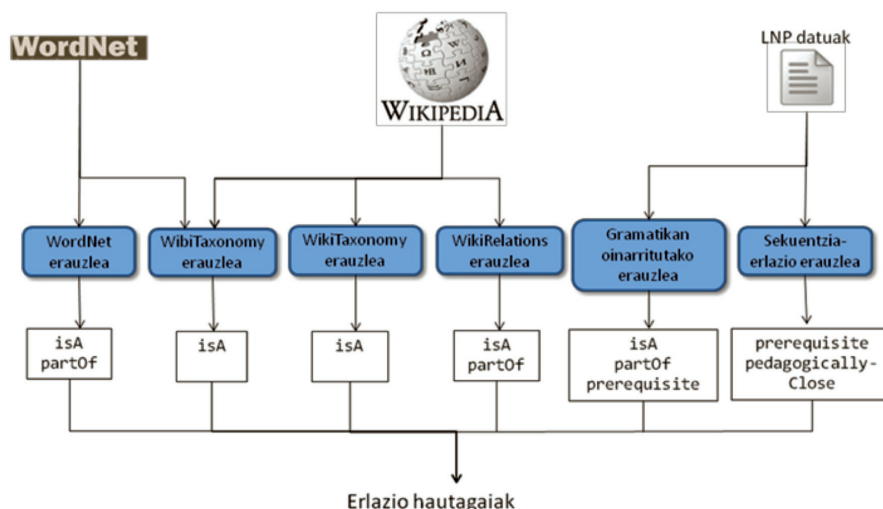 WordNet
WIKIPEDIA
LNP datuak
WordNet
erauzlea
WibiTaxonomy
erauzlea
WikiTaxonomy
erauzlea
WikiRelations
erauzlea
Gramatikan
oinarritutako
erauzlea
Sekuentzia-
erlazio erauzlea
isA
partOf
isA
isA
isA
partOf
isA
partOf
prerequisite
prerequisite
pedagogically-
Close
Erlazio hautagaiak